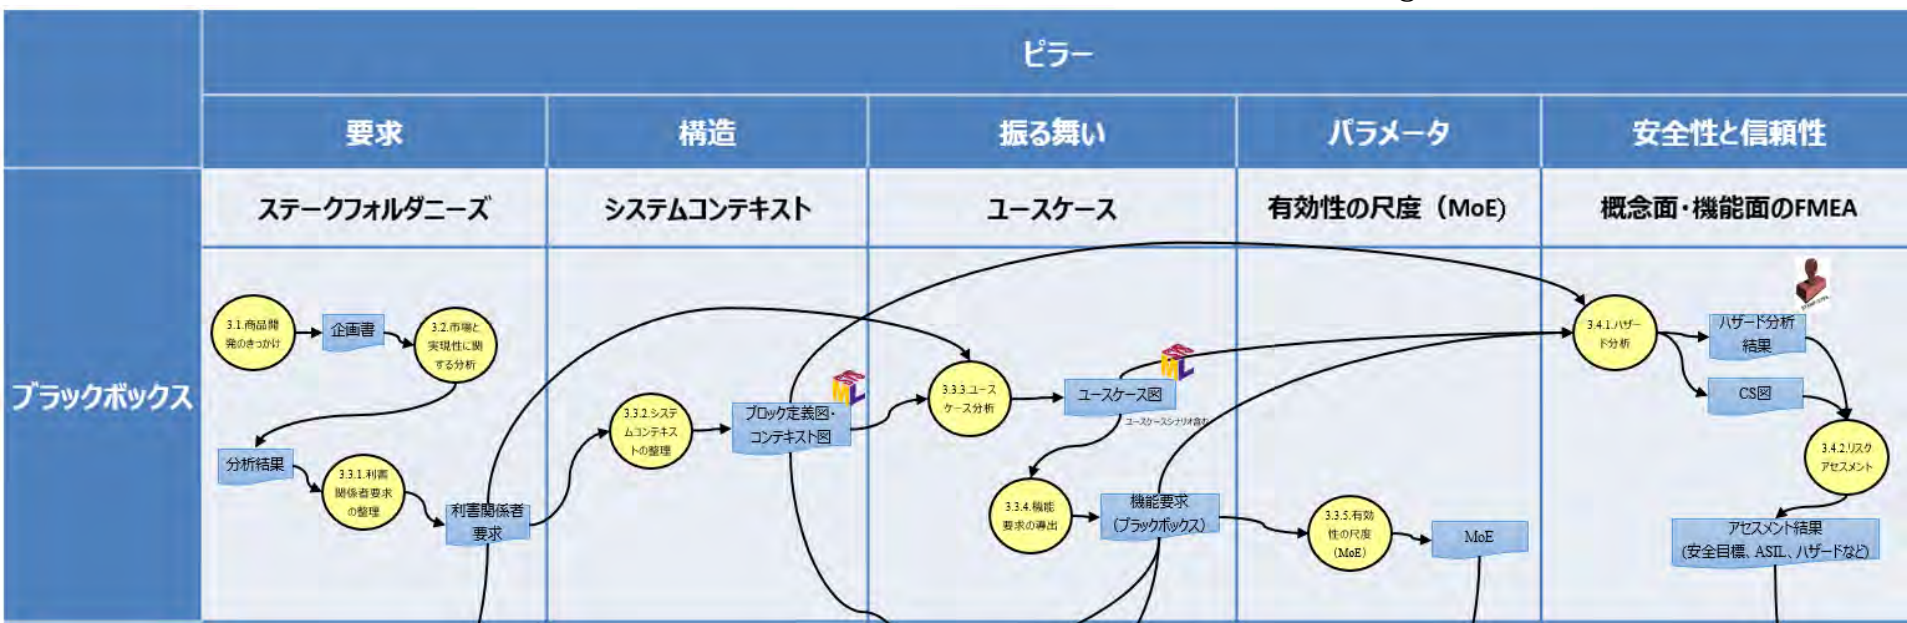 ピラー
要求
構造
振る舞い
パラメータ
安全性と信頼性
ブラックボックス
ステークフォルダニーズ
システムコンテキスト
ユースケース
有効性の尺度（MoE)
概念面・機能面のFMEA
3.1.商品開
発のきっかけ
企画書
3.2.市場と
実現性に関
する分析
分析結果
3.3.1.利害
関係者要求
の整理
利害関係者
要求
3.3.2.システ
ムコンテキス
トの整理
ブロック定義図・
コンテキスト図
3.3.3.ユース
ケース分析
ユースケース図
ユースケースシナリオ含む
3.3.4.機能
要求の導出
機能要求
（ブラックボックス）
3.3.5.有効
性の尺度
（MoE）
MoE
3.4.1.ハザー
ド分析
ハザード分析
結果
CS図
3.4.2.リスク
アセスメント
アセスメント結果
(安全目標、ASIL、ハザードなど)